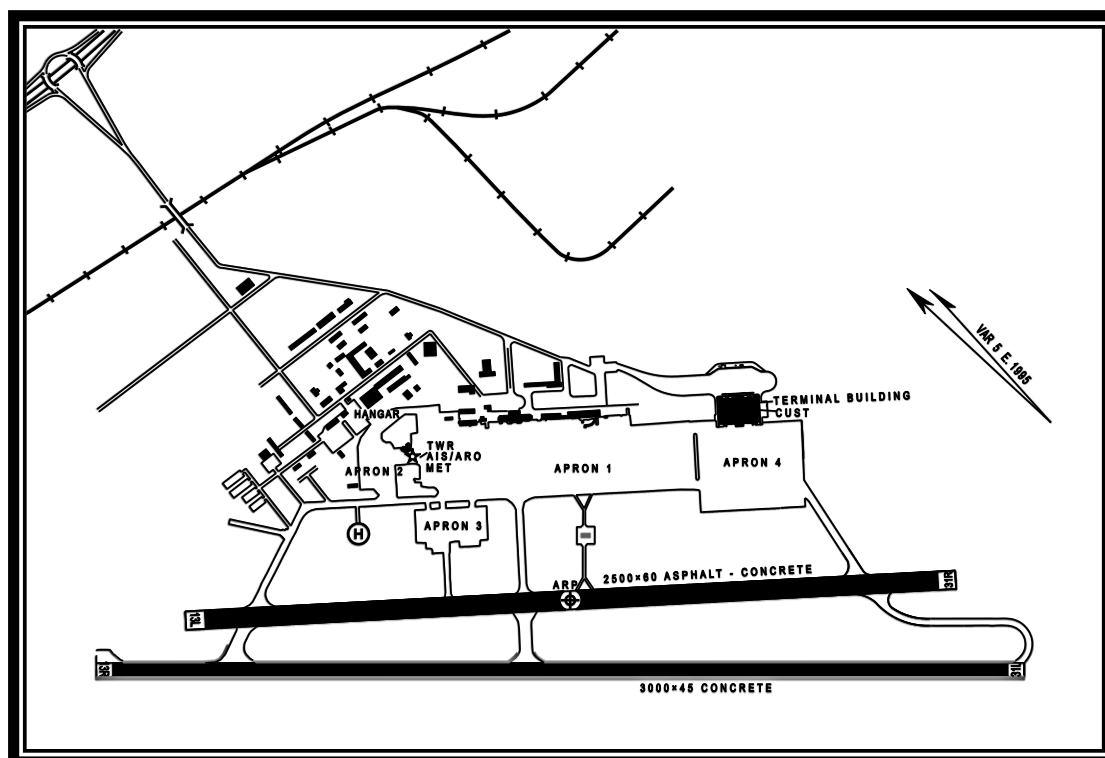 VAR 5 E 1995
TERMINAL BUILDING
CUST
HANGAR
TWR
AIS/ARO
MET
APRON 2
APRON 1
APRON 4
APRON 3
H
ARP
2500×60 ASPHALT - CONCRETE
31R
13L
13R
31L
3000×45 CONCRETE